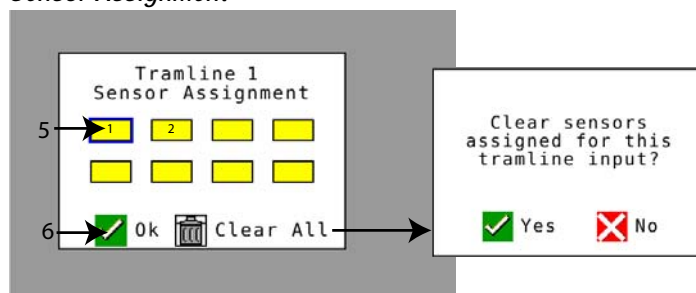 Sensor Assignment
Tramline 1
Sensor Assignment
5
1
2
6
Ok
Clear All
Clear sensors
assigned for this
tramline input?
Yes
No